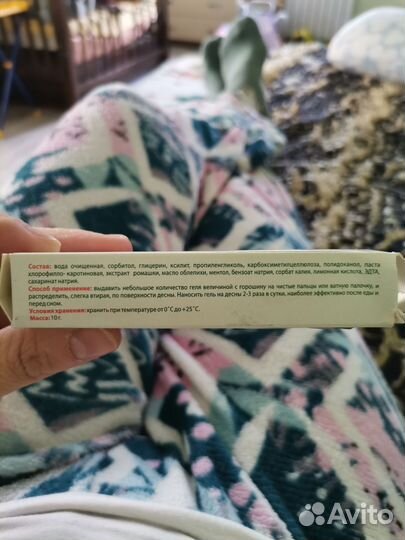 Состав: вода очищенная, сорбитол, глицерин, ксилит, пропиленгликоль, карбоксиметилцеллюлоза, полидоканол, паста
хлорофилло-каротиновая, экстракт ромашки, масло облепихи, ментол, бензоат натрия, сорбат калия, лимонная кислота, ЭДТА,
сахаринат натрия.
Способ применение: выдавить небольшое количество геля величиной с горошину на чистые пальцы или ватную палочку, и
распределить, слегка втирая, по поверхности десны. Наносить гель на десны 2-3 раза в сутки, наиболее эффективно после еды и
перед сном.
Условия хранения: хранить при температуре от 0°С до +25°С.
Масса: 10 г.
Avito